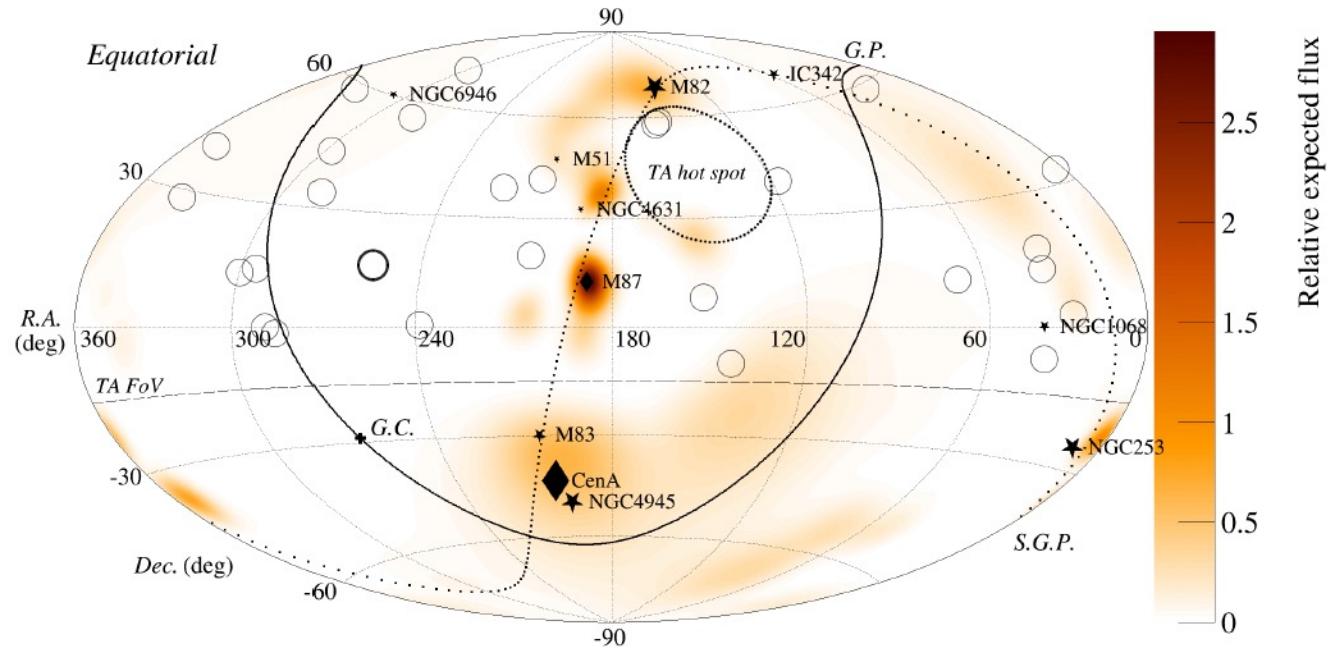 90
Equatorial
G.P.
60
IC342
M82
NGC6946
2.5
M51
TA hot spot
30
NGC4631
2
M87
Relative expected flux
R.A.
(deg)
360
300
240
180
120
60
NGC1068
0
1.5
TA FoV
G.C.
M83
1
NGC253
-30
CenA
NGC4945
0.5
S.G.P.
Dec. (deg)
-60
-90
0